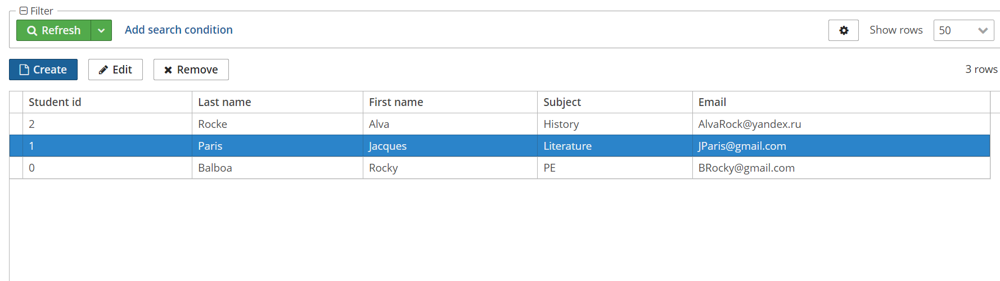 Filter
Refresh Add search condition Show rows 50
Create Edit Remove 3 rows
Student id Last name First name Subject Email
2 Rocke Alva History AlvaRock@yandex.ru
1 Paris Jacques Literature JParis@gmail.com
0 Balboa Rocky PE BRocky@gmail.com